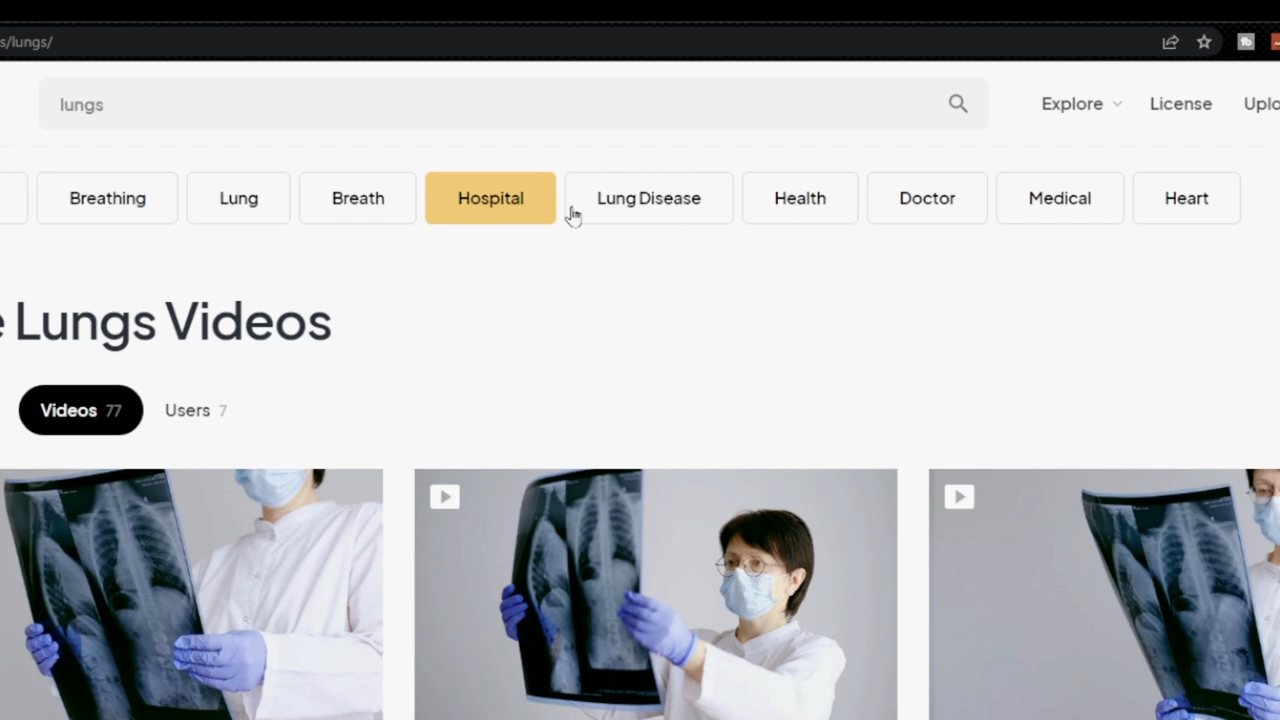 s/lungs/
lungs
Explore License Uplo
Breathing Lung Breath Hospital Lung Disease Health Doctor Medical Heart
e Lungs Videos
Videos 77 Users 7